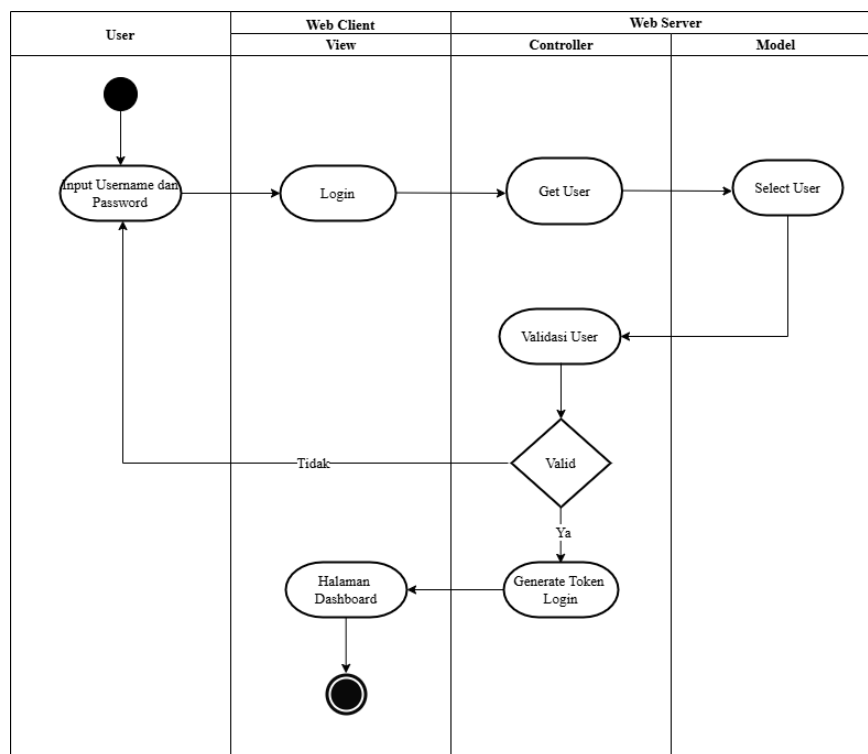 User
Web Client
Web Server
View
Controller
Model
Input Username dan
Password
Login
Get User
Select User
Validasi User
Valid
Tidak
Ya
Halaman
Dashboard
Generate Token
Login